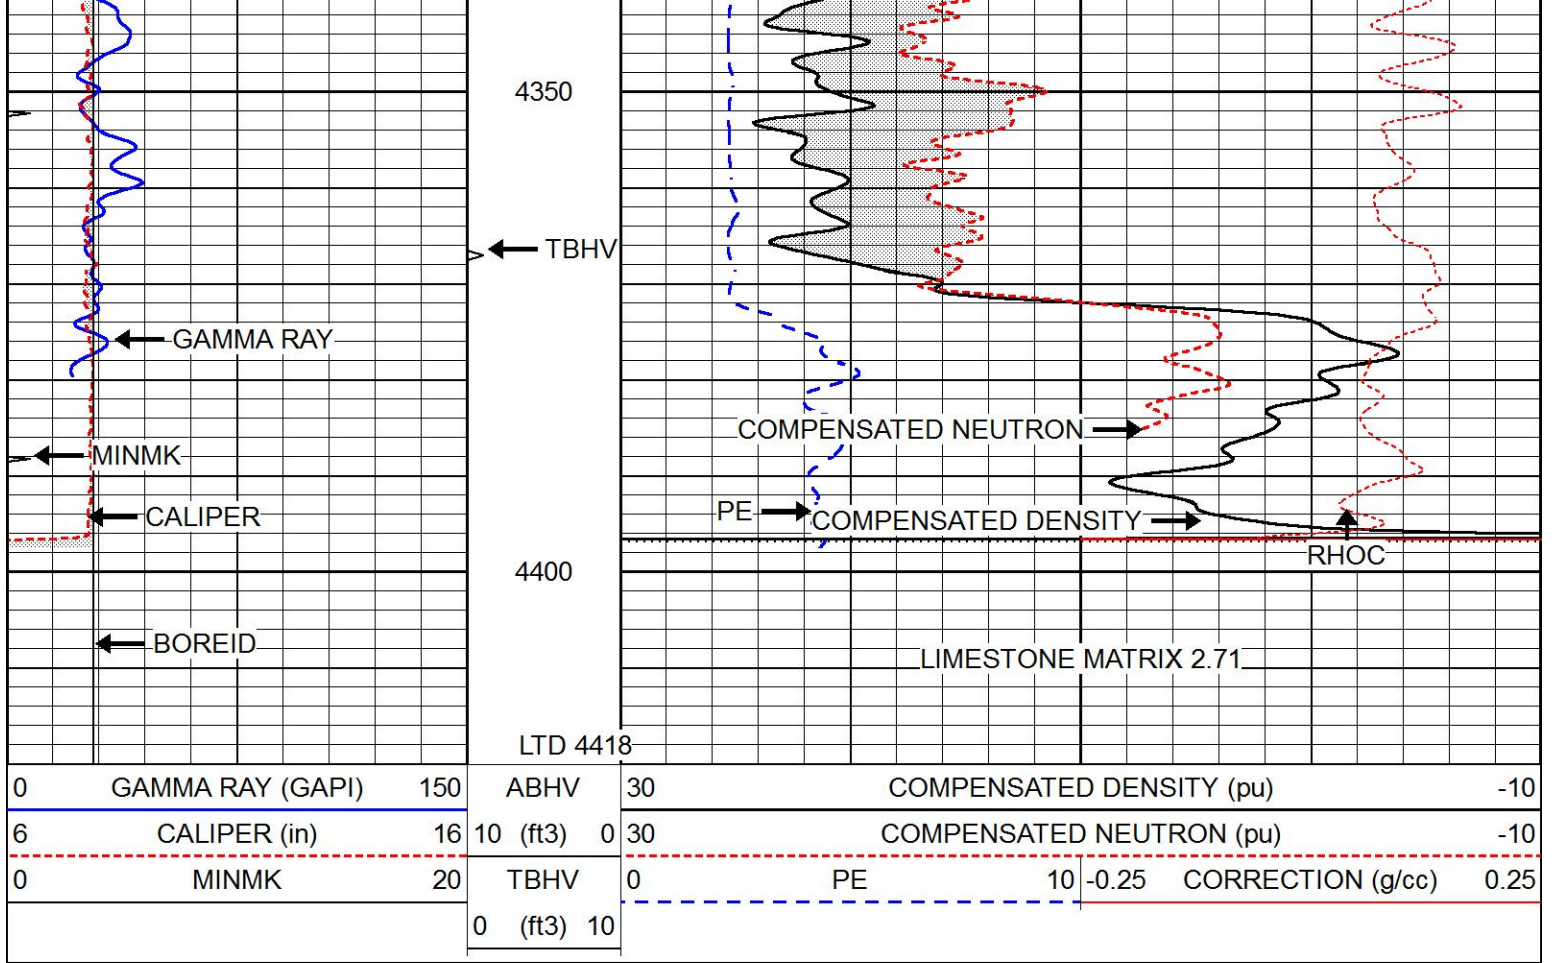 4350
TBHV
GAMMA RAY
COMPENSATED NEUTRON
MINMK
PE
CALIPER
COMPENSATED DENSITY
RHOC
4400
BOREID
LIMESTONE MATRIX 2.71
LTD 4418
0 GAMMA RAY (GAPI) 150
ABHV
30 COMPENSATED DENSITY (pu) -10
6 CALIPER (in) 16
10 (ft3) 0
30 COMPENSATED NEUTRON (pu) -10
0 MINMK 20
TBHV
0 PE 10
-0.25 CORRECTION (g/cc) 0.25
0 (ft3) 10